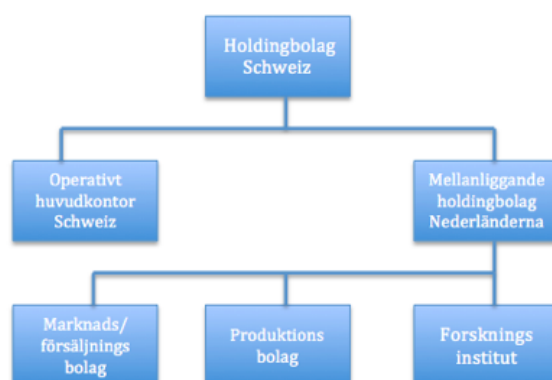 Holdingbolag
Schweiz
Operativt
huvudkontor
Schweiz
Mellanliggande
holdingbolag
Nederländerna
Marknads/
försäljnings
bolag
Produktions
bolag
Forsknings
institut